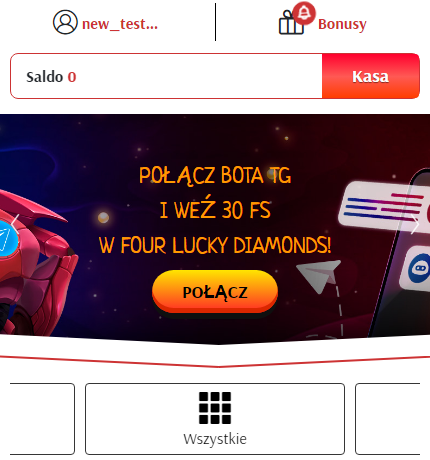 new_test...
Bonusy
Saldo 0
Kasa
POŁĄCZ BOTA TG
I WEŹ 30 FS
W FOUR LUCKY DIAMONDS!
POŁĄCZ
Wszystkie